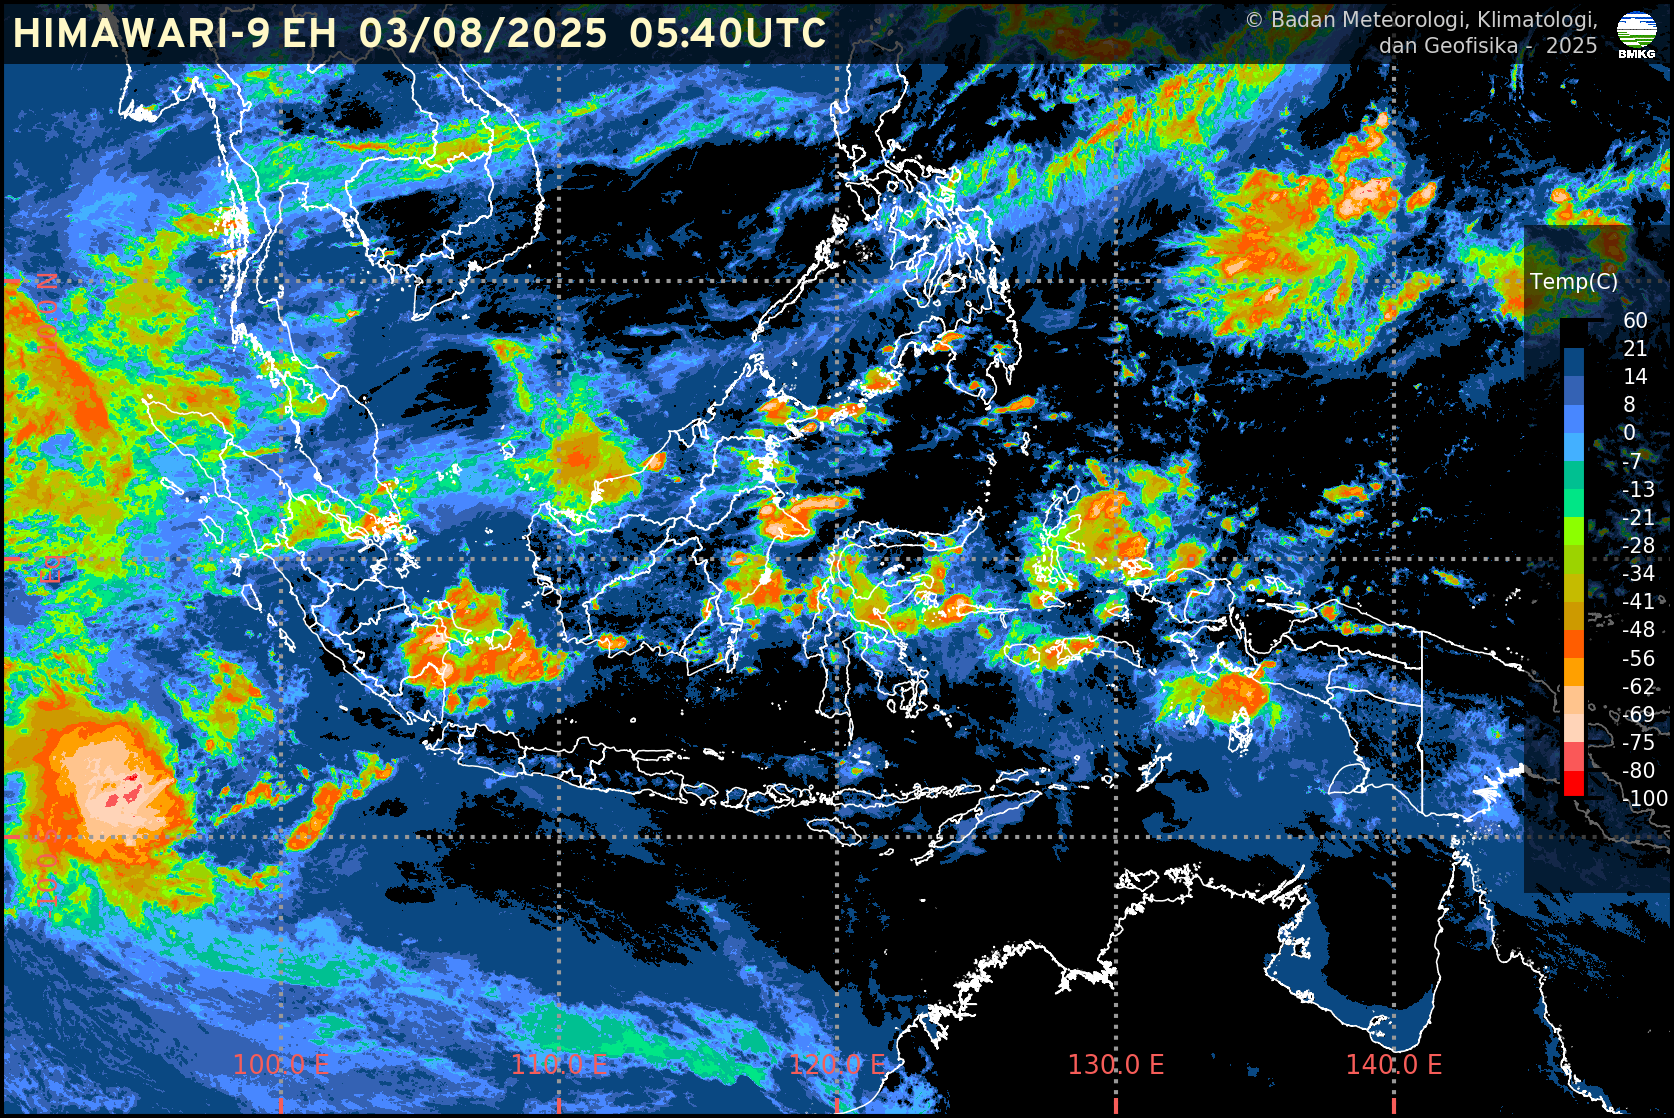 HIMAWARI-9 EH 03/08/2025 05:40UTC
© Badan Meteorologi, Klimatologi,
dan Geofisika - 2025
BMKG
Temp(C)
60
21
14
8
0
-7
-13
-21
-28
-34
-41
-48
-56
-62
-69
-75
-80
-100
100.0 E
110.0 E
120.0 E
130.0 E
140.0 E